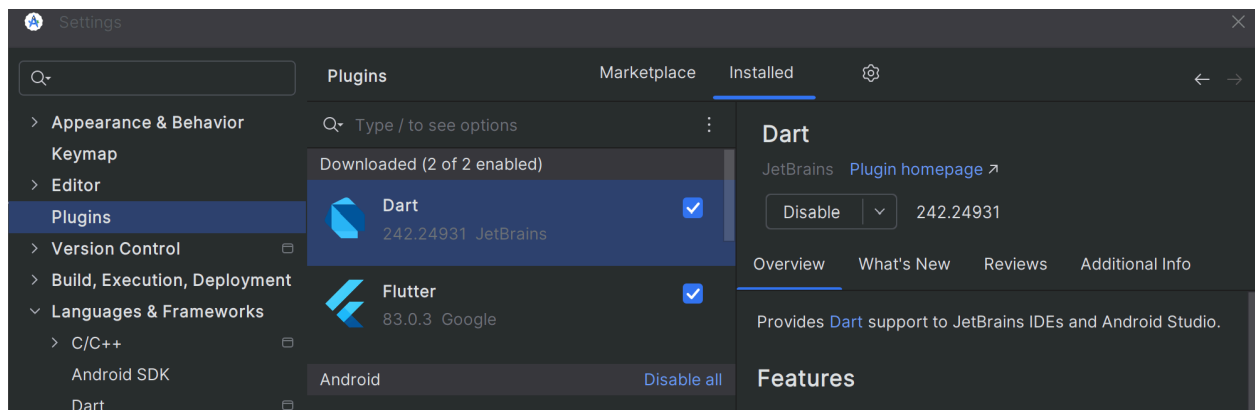 Settings
Plugins
Marketplace
Installed
Appearance & Behavior
Keymap
Editor
Plugins
Version Control
Build, Execution, Deployment
Languages & Frameworks
C/C++
Android SDK
Dart
Type / to see options
Downloaded (2 of 2 enabled)
Dart
242.24931 JetBrains
Flutter
83.0.3 Google
Android Disable all
Dart
JetBrains Plugin homepage ↗
Disable 242.24931
Overview What's New Reviews Additional Info
Provides Dart support to JetBrains IDEs and Android Studio.
Features